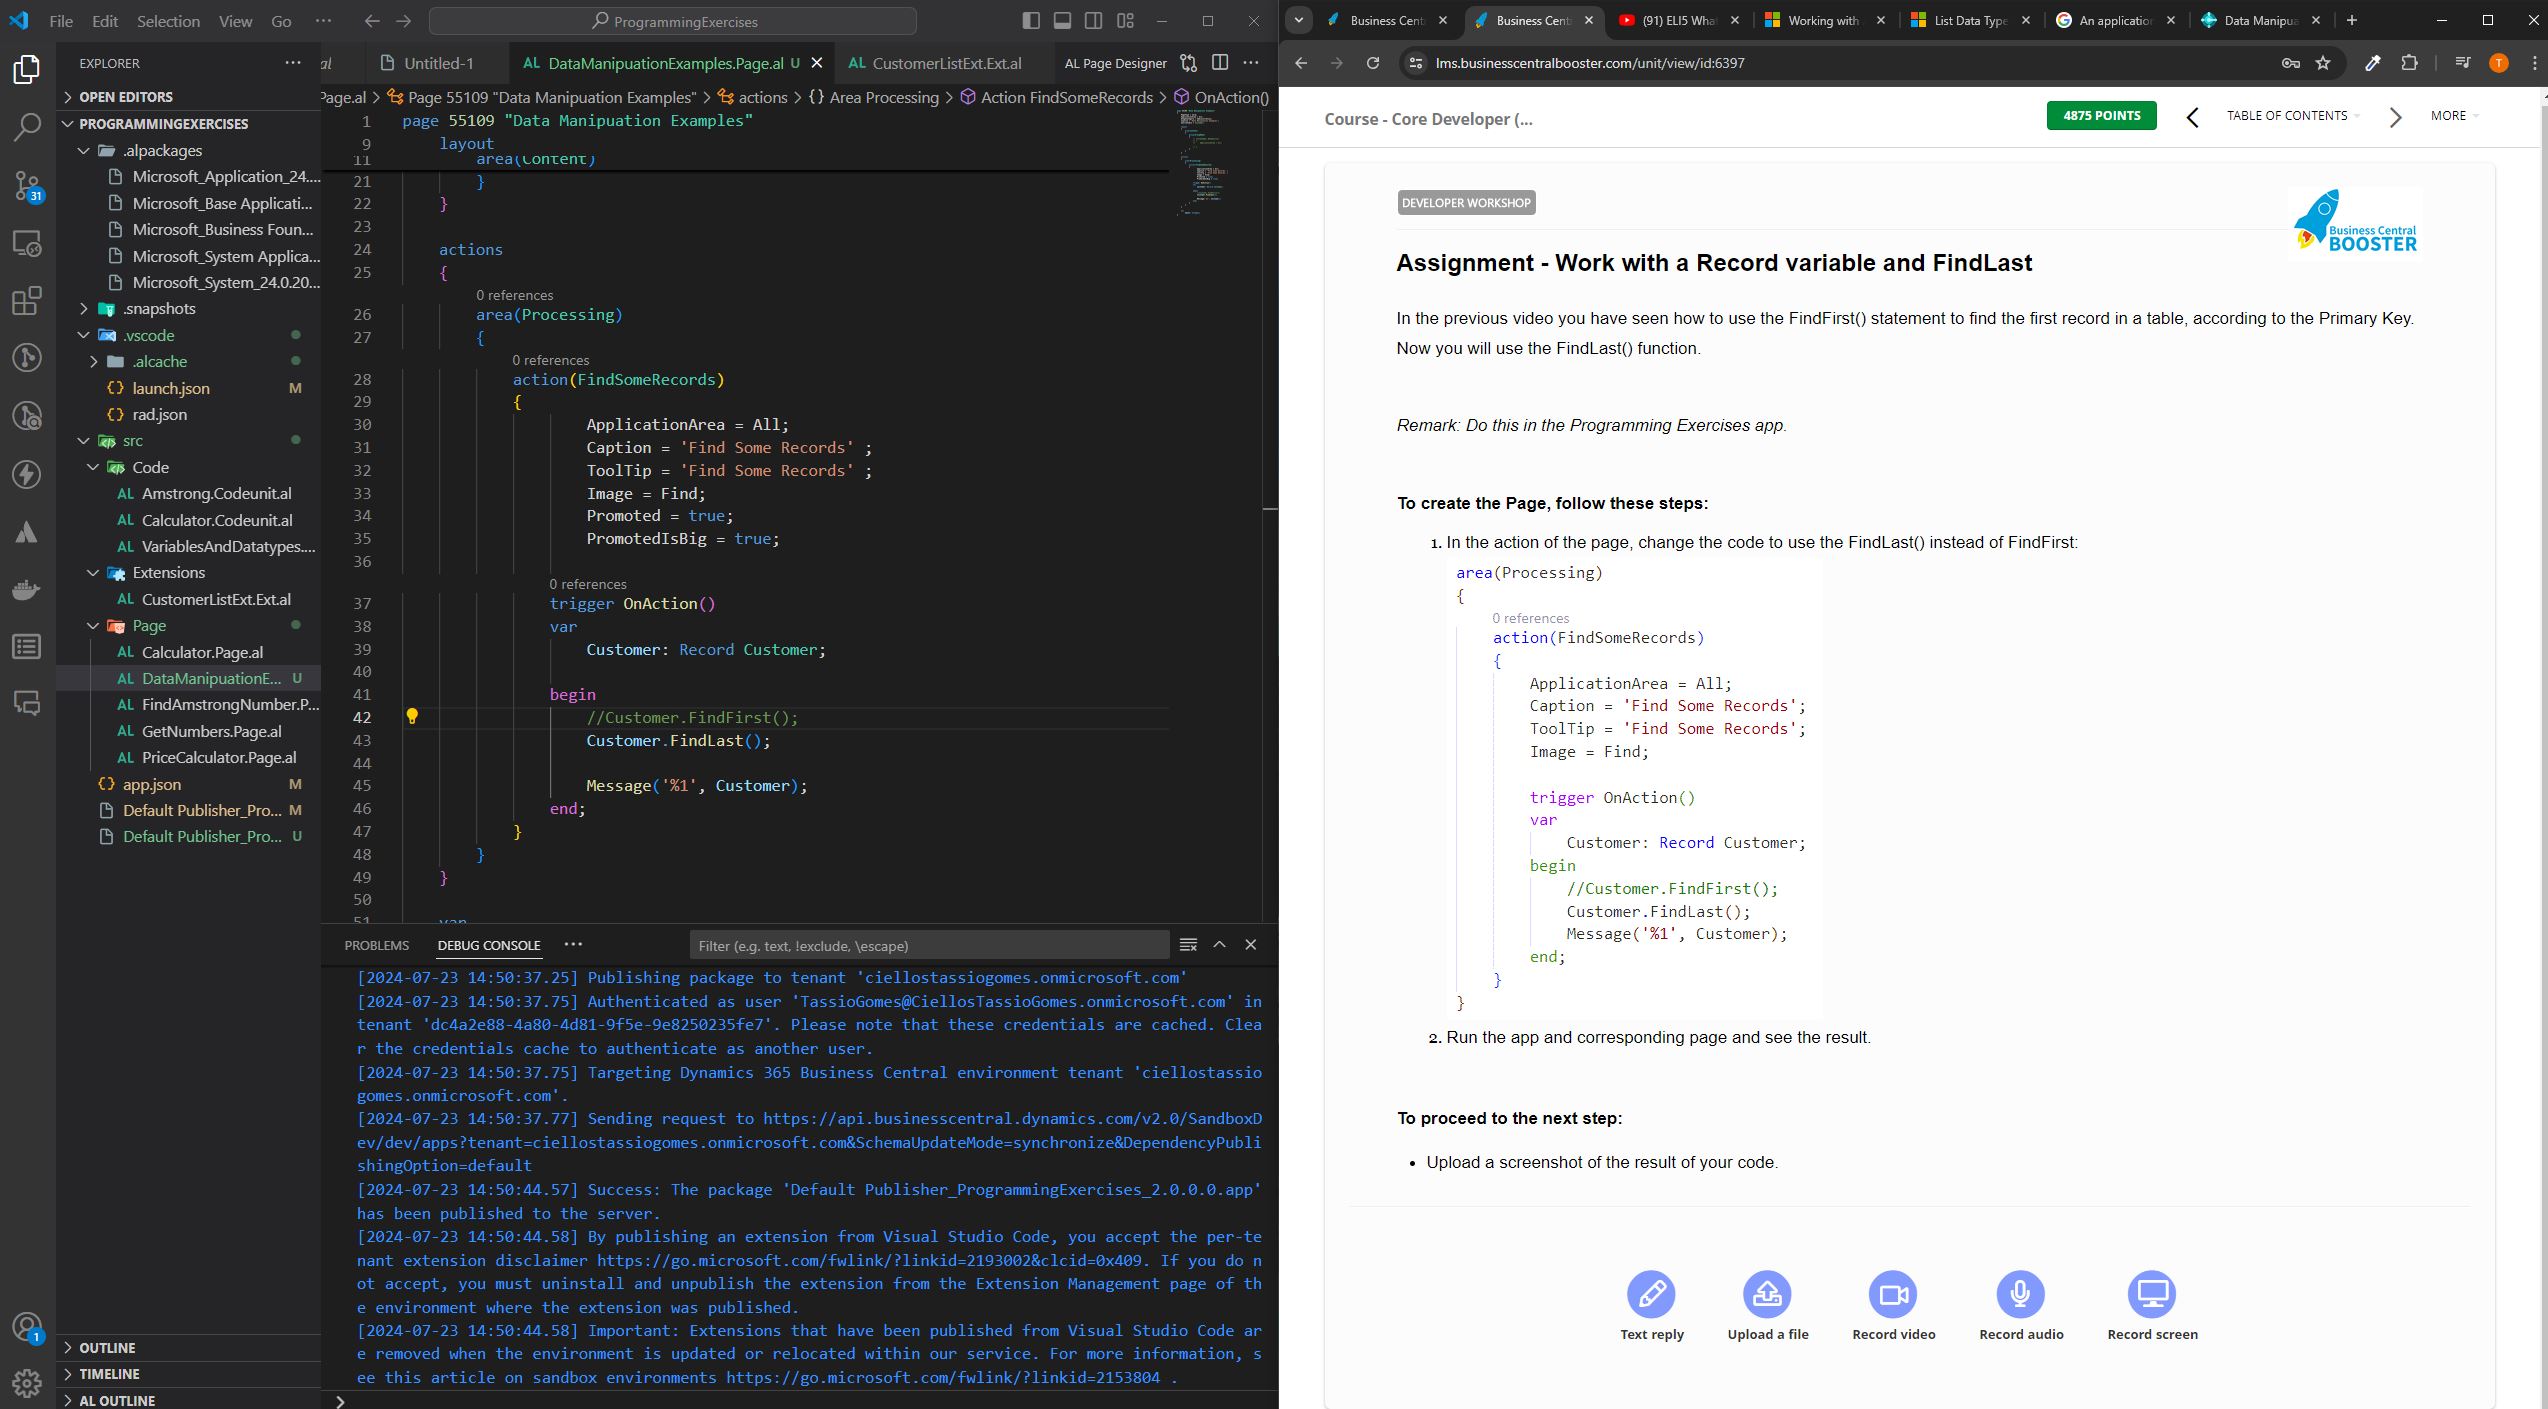 File Edit Selection View Go ···
ProgrammingExercises
EXPLORER
OPEN EDITORS
PROGRAMMINGEXERCISES
.alpackages
Microsoft_Application_24....
Microsoft_Base Applicati...
Microsoft_Business Foun...
Microsoft_System Applica...
Microsoft_System_24.0.20...
.snapshots
.vscode
.alcache
launch.json M
rad.json
src
Code
AL Amstrong.Codeunit.al
AL Calculator.Codeunit.al
AL VariablesAndDatatypes....
Extensions
AL CustomerListExt.Ext.al
Page
AL Calculator.Page.al
AL DataManipuationE... U
AL FindAmstrongNumber.P...
AL GetNumbers.Page.al
AL PriceCalculator.Page.al
app.json M
Default Publisher_Pro... M
Default Publisher_Pro... U
31
1
OUTLINE
TIMELINE
AL OUTLINE
al Untitled-1 AL DataManipuationExamples.Page.al U AL CustomerListExt.Ext.al AL Page Designer
Page.al > Page 55109 "Data Manipuation Examples" > actions > {} Area Processing > Action FindSomeRecords > OnAction()
1 page 55109 "Data Manipuation Examples"
9 layout
11 area(Content)
21 }
22 }
23
24 actions
25 {
0 references
26 area(Processing)
27 {
0 references
28 action(FindSomeRecords)
29 {
30 ApplicationArea = All;
31 Caption = 'Find Some Records' ;
32 ToolTip = 'Find Some Records' ;
33 Image = Find;
34 Promoted = true;
35 PromotedIsBig = true;
36
0 references
37 trigger OnAction()
38 var
39 Customer: Record Customer;
40
41 begin
42 //Customer.FindFirst();
43 Customer.FindLast();
44
45 Message('%1', Customer);
46 end;
47 }
48 }
49 }
50
51 var
PROBLEMS DEBUG CONSOLE ···
Filter (e.g. text, !exclude, \escape)
[2024-07-23 14:50:37.25] Publishing package to tenant 'ciellostassiogomes.onmicrosoft.com'
[2024-07-23 14:50:37.75] Authenticated as user 'TassioGomes@CiellosTassioGomes.onmicrosoft.com' in
tenant 'dc4a2e88-4a80-4d81-9f5e-9e8250235fe7'. Please note that these credentials are cached. Clea
r the credentials cache to authenticate as another user.
[2024-07-23 14:50:37.75] Targeting Dynamics 365 Business Central environment tenant 'ciellostassio
gomes.onmicrosoft.com'.
[2024-07-23 14:50:37.77] Sending request to https://api.businesscentral.dynamics.com/v2.0/SandboxD
ev/dev/apps?tenant=ciellostassiogomes.onmicrosoft.com&SchemaUpdateMode=synchronize&DependencyPubli
shingOption=default
[2024-07-23 14:50:44.57] Success: The package 'Default Publisher_ProgrammingExercises_2.0.0.0.app'
has been published to the server.
[2024-07-23 14:50:44.58] By publishing an extension from Visual Studio Code, you accept the per-te
nant extension disclaimer https://go.microsoft.com/fwlink/?linkid=2193002&clcid=0x409. If you do n
ot accept, you must uninstall and unpublish the extension from the Extension Management page of th
e environment where the extension was published.
[2024-07-23 14:50:44.58] Important: Extensions that have been published from Visual Studio Code ar
e removed when the environment is updated or relocated within our service. For more information, s
ee this article on sandbox environments https://go.microsoft.com/fwlink/?linkid=2153804 .
Business Cent Business Cent (91) ELI5 Wha Working with List Data Type An applicatio Data Manipua
lms.businesscentralbooster.com/unit/view/id:6397
T
Course - Core Developer (...
4875 POINTS
TABLE OF CONTENTS
MORE
DEVELOPER WORKSHOP
Business Central
BOOSTER
Assignment - Work with a Record variable and FindLast
In the previous video you have seen how to use the FindFirst() statement to find the first record in a table, according to the Primary Key.
Now you will use the FindLast() function.
Remark: Do this in the Programming Exercises app.
To create the Page, follow these steps:
1. In the action of the page, change the code to use the FindLast() instead of FindFirst:
area(Processing)
{
0 references
action(FindSomeRecords)
{
ApplicationArea = All;
Caption = 'Find Some Records';
ToolTip = 'Find Some Records';
Image = Find;
trigger OnAction()
var
Customer: Record Customer;
begin
//Customer.FindFirst();
Customer.FindLast();
Message('%1', Customer);
end;
}
}
2. Run the app and corresponding page and see the result.
To proceed to the next step:
• Upload a screenshot of the result of your code.
Text reply Upload a file Record video Record audio Record screen